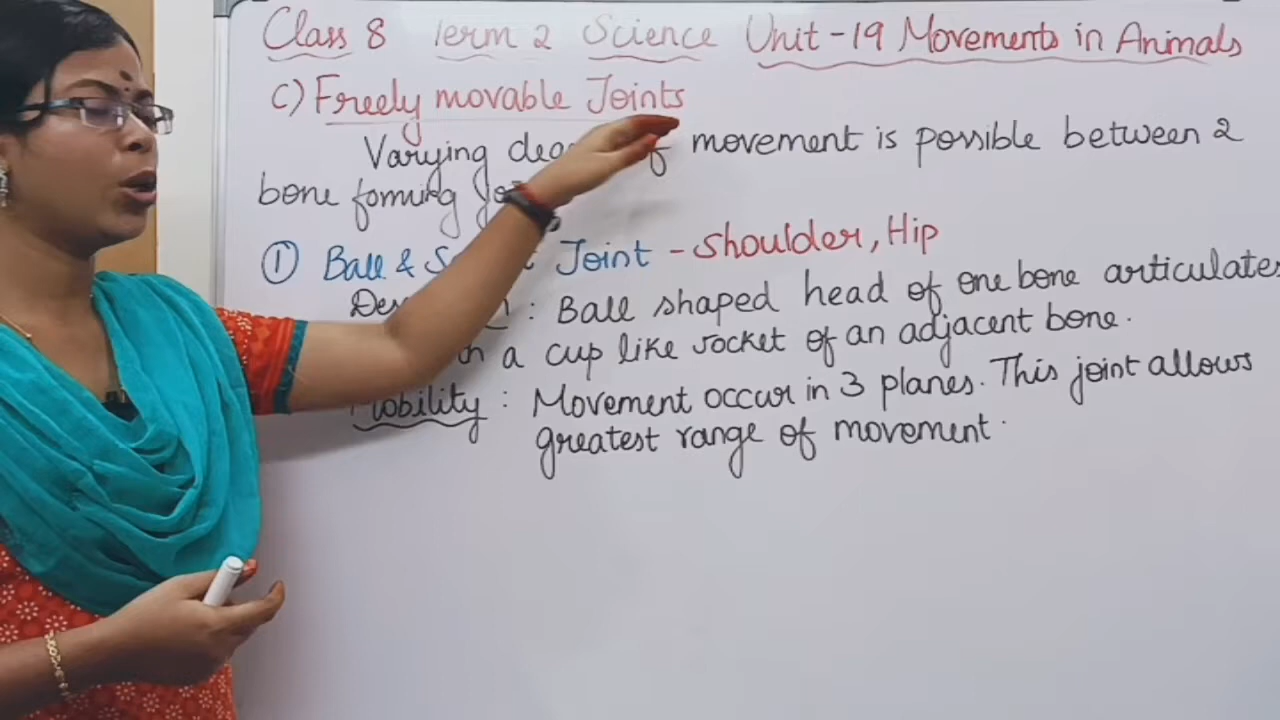 Class 8 Term 2 Science Unit-19 Movements in Animals
C) Freely movable Joints
Varying movement is possible between 2
bone foming
① Ball & Joint - Shoulder, Hip
: Ball shaped head of one bone articulates
a cup like socket of an adjacent bone.
Mobility : Movement occur in 3 planes. This joint allows
greatest range of movement.